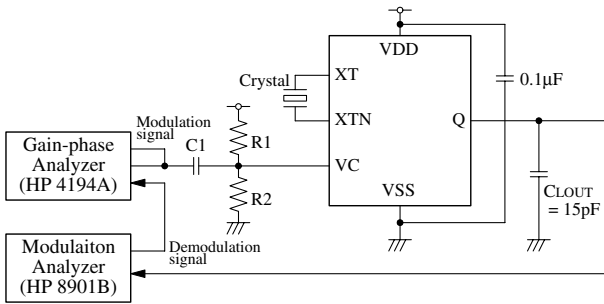 VDD
XT
Crystal
0.1µF
XTN
Q
Modulation
signal
C1
R1
Gain-phase
Analyzer
(HP 4194A)
VC
R2
VSS
CLOUT
= 15pF
Modulaiton
Analyzer
(HP 8901B)
Demodulation
signal